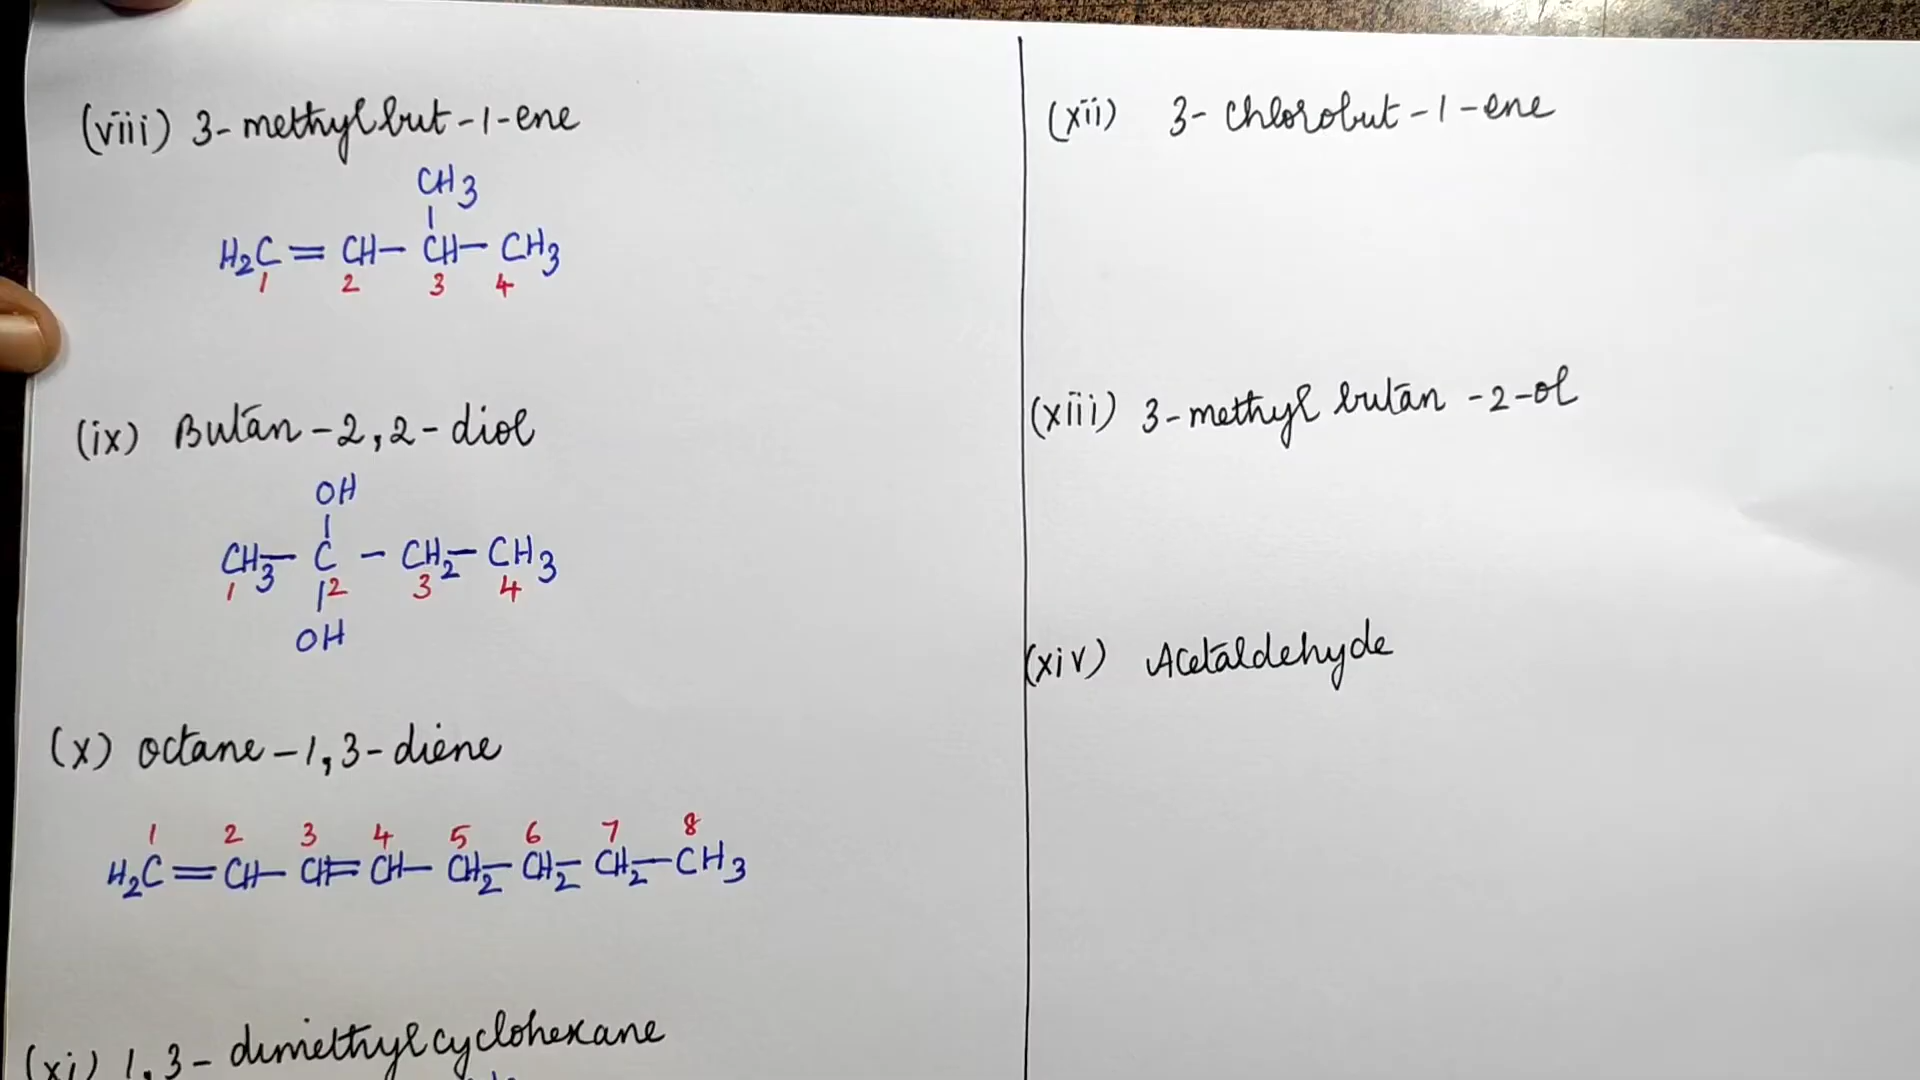 (viii) 3-methylbut-1-ene
CH3
H2C=CH-CH-CH3
1 2 3 4
(ix) Butan-2,2-diol
OH
CH3-C-CH2-CH3
1 2 3 4
OH
(x) octane-1,3-diene
1 2 3 4 5 6 7 8
H2C=CH-CH=CH-CH2-CH2-CH2-CH3
(xi) 1,3-dimethylcyclohexane
(xii) 3-chlorobut-1-ene
(xiii) 3-methyl butan-2-ol
(xiv) Acetaldehyde